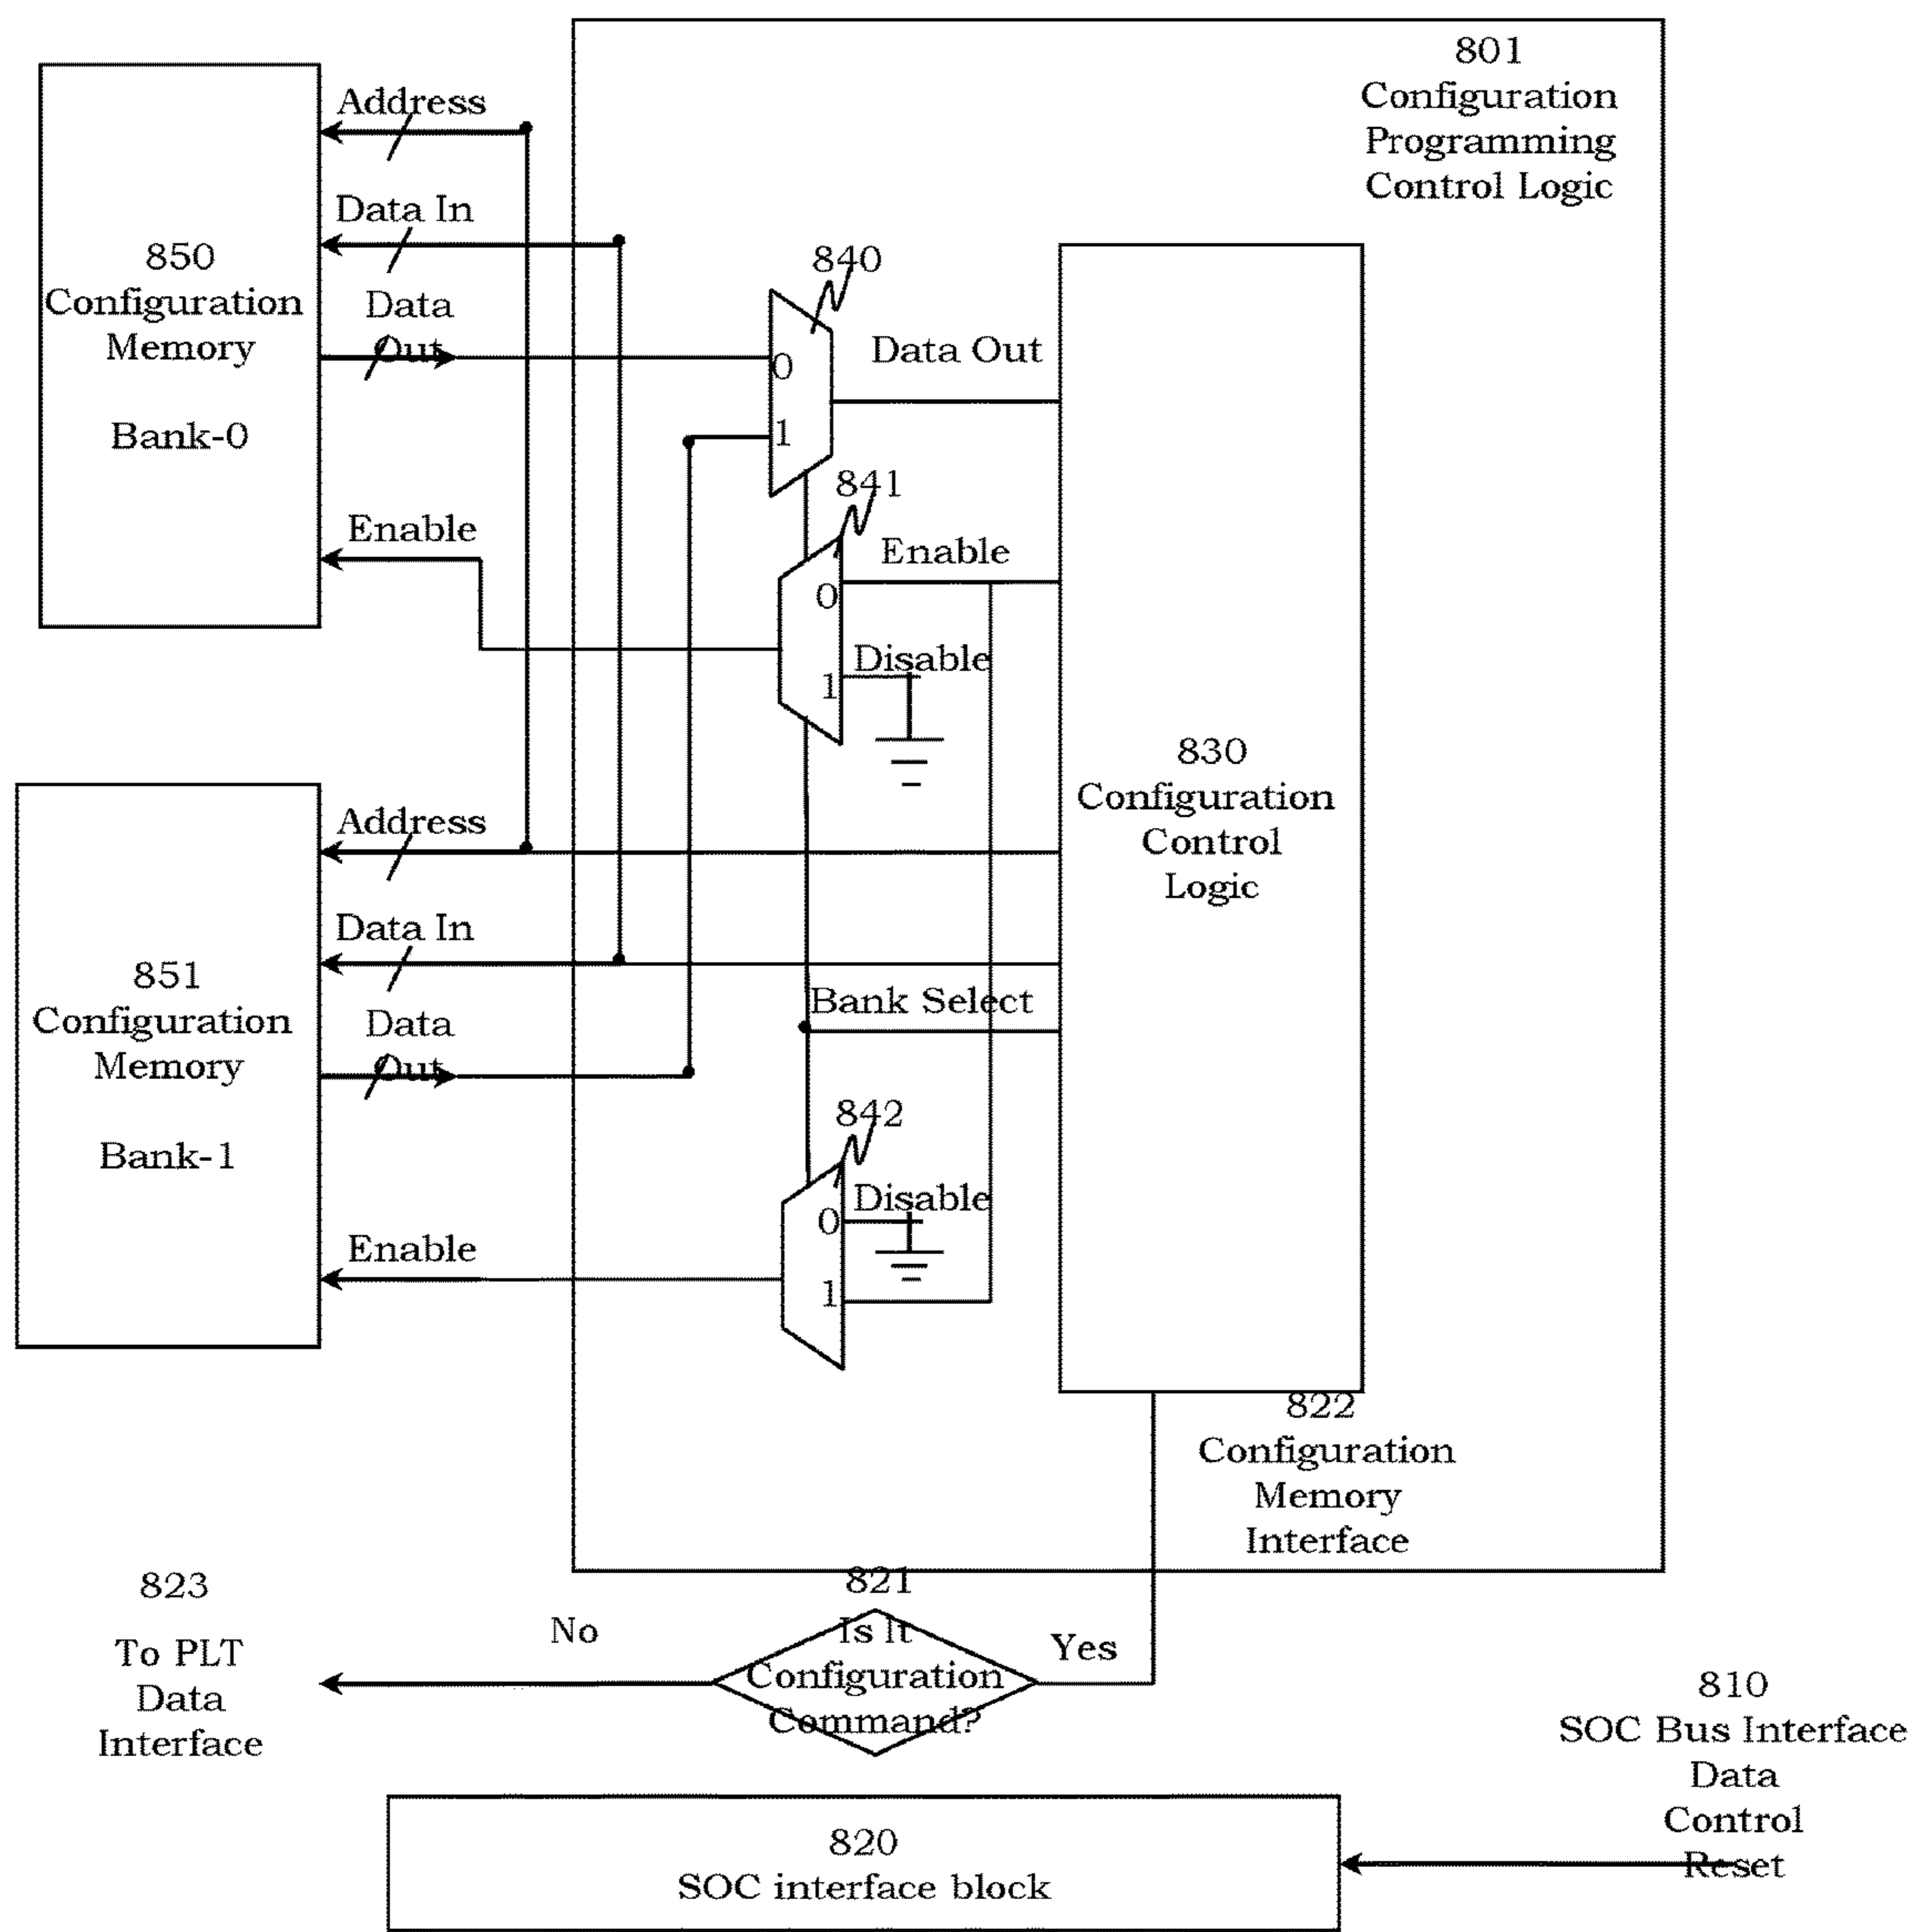 801
Configuration
Programming
Control Logic
Address
Data In
850
Configuration
Memory
Bank-0
Data
Out
840
0
1
Data Out
841
Enable
Enable
0
Disable
1
830
Configuration
Control
Logic
Address
Data In
851
Configuration
Memory
Bank-1
Data
Out
Bank Select
842
Disable
0
Enable
1
822
Configuration
Memory
Interface
823
To PLT
Data
Interface
No
821
Is It
Configuration
Command?
Yes
810
SOC Bus Interface
Data
Control
Reset
820
SOC interface block